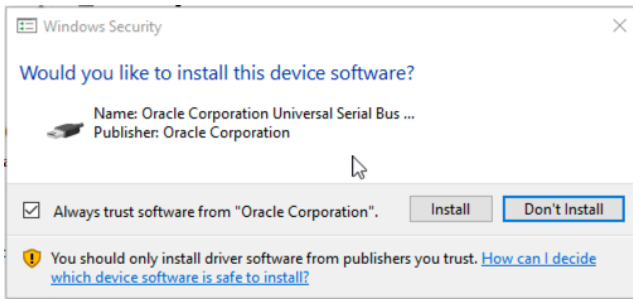 Windows Security
Would you like to install this device software?
Name: Oracle Corporation Universal Serial Bus ...
Publisher: Oracle Corporation
Always trust software from "Oracle Corporation".
Install
Don't Install
You should only install driver software from publishers you trust. How can I decide
which device software is safe to install?